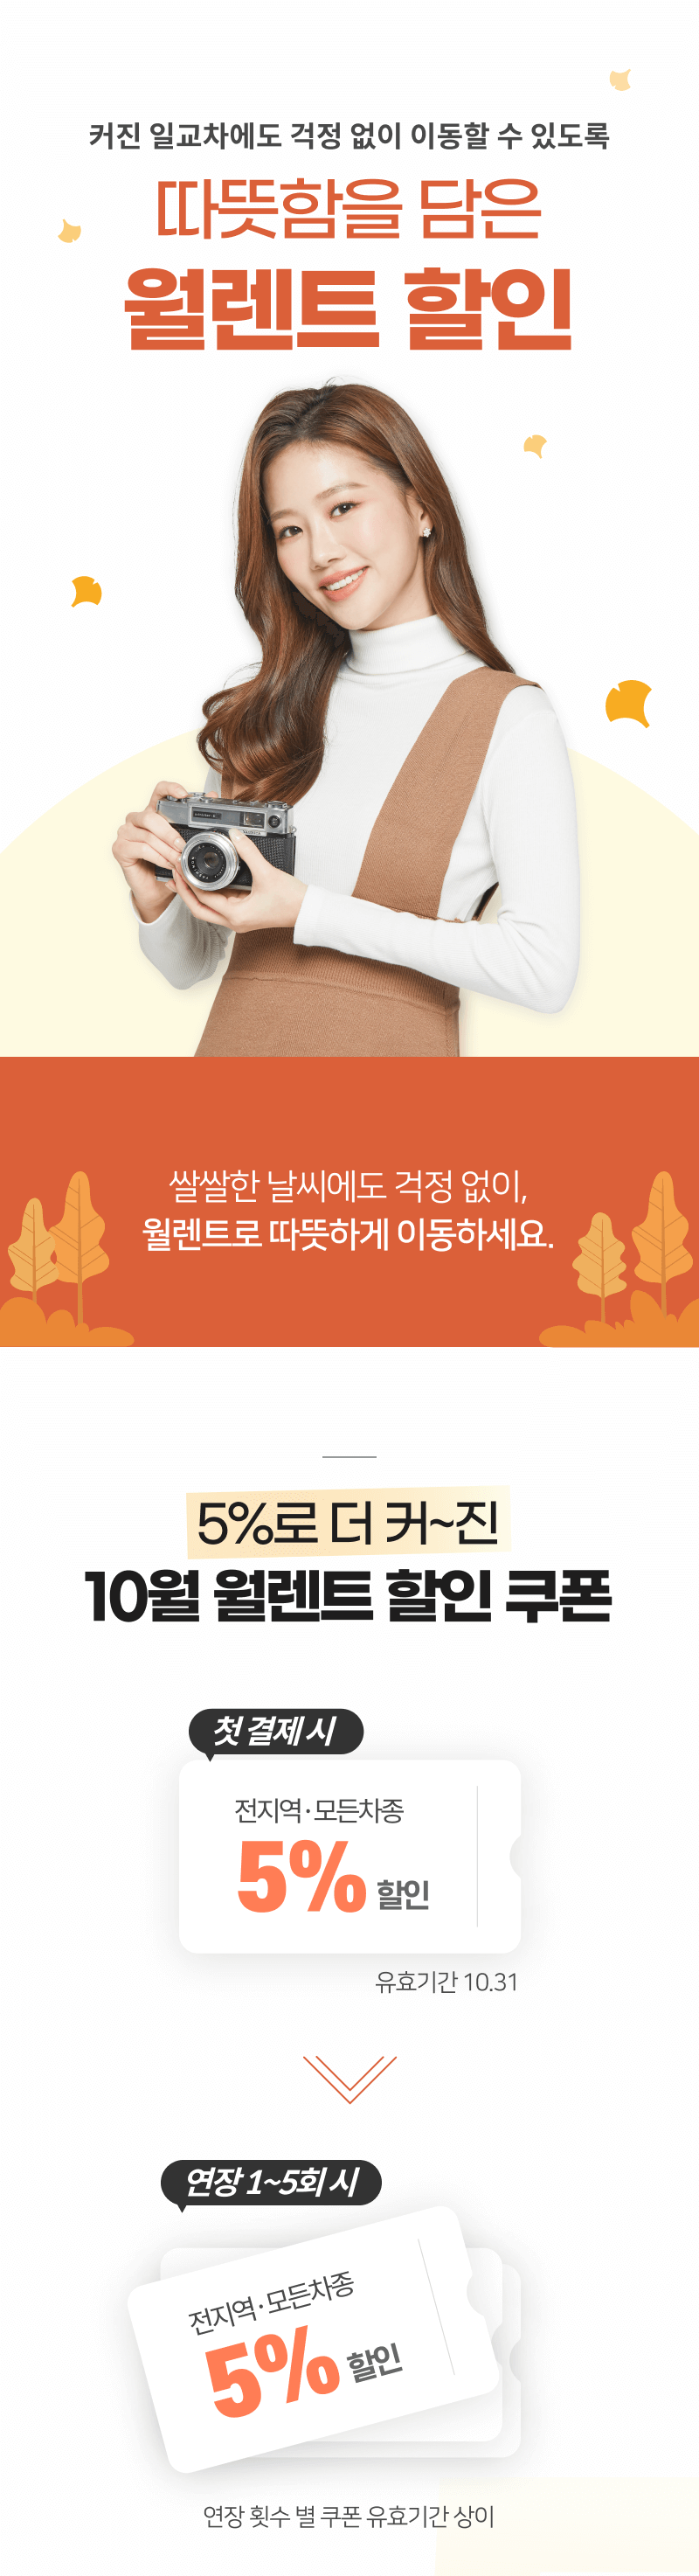 커진 일교차에도 걱정 없이 이동할 수 있도록
따뜻함을 담은
월렌트 할인
쌀쌀한 날씨에도 걱정 없이,
월렌트로 따뜻하게 이동하세요.
5%로 더 커~진
10월 월렌트 할인 쿠폰
첫 결제 시
전지역·모든차종
5% 할인
유효기간 10.31
연장 1~5회 시
전지역·모든차종
5% 할인
연장 횟수 별 쿠폰 유효기간 상이